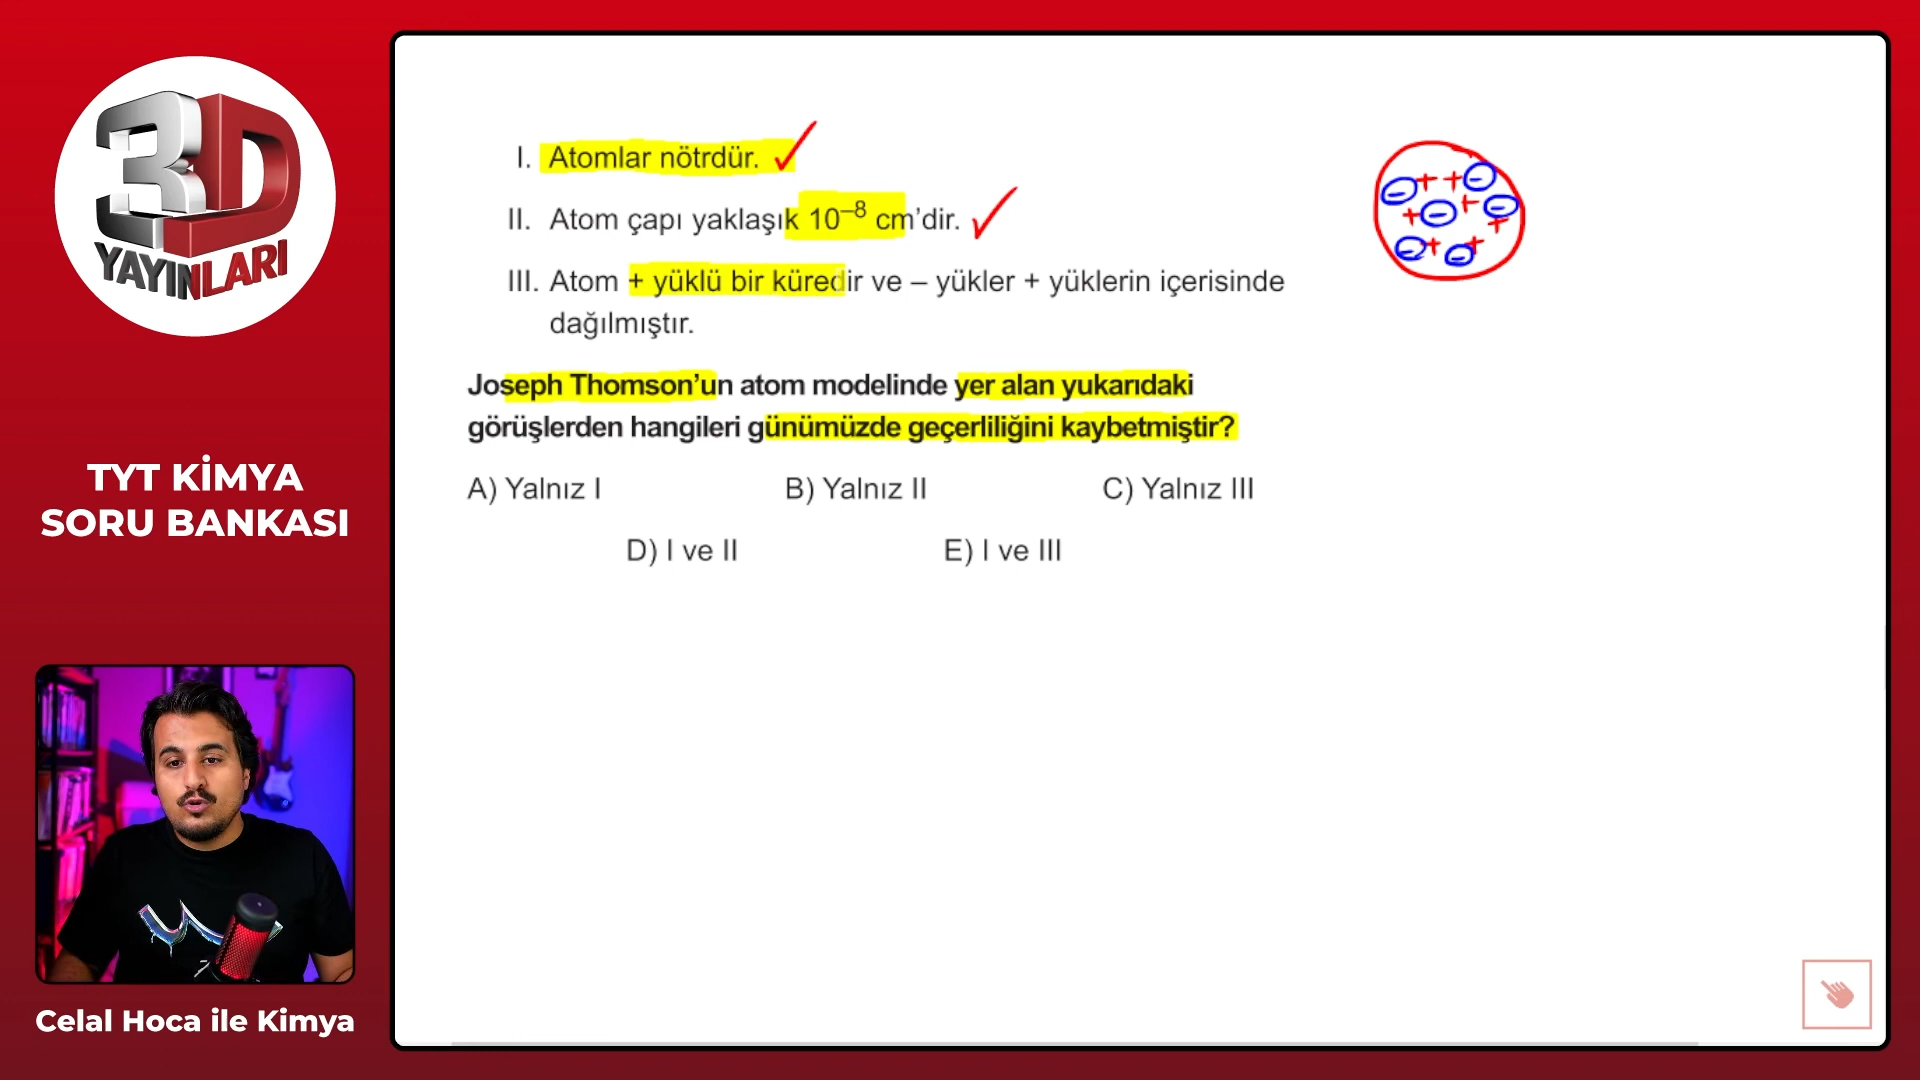 3D
YAYINLARI
TYT KİMYA
SORU BANKASI
Celal Hoca ile Kimya
I. Atomlar nötrdür.
II. Atom çapı yaklaşık 10⁻⁸ cm’dir.
III. Atom + yüklü bir küredir ve – yükler + yüklerin içerisinde
dağılmıştır.
Joseph Thomson’un atom modelinde yer alan yukarıdaki
görüşlerden hangileri günümüzde geçerliliğini kaybetmiştir?
A) Yalnız I B) Yalnız II C) Yalnız III
D) I ve II E) I ve III